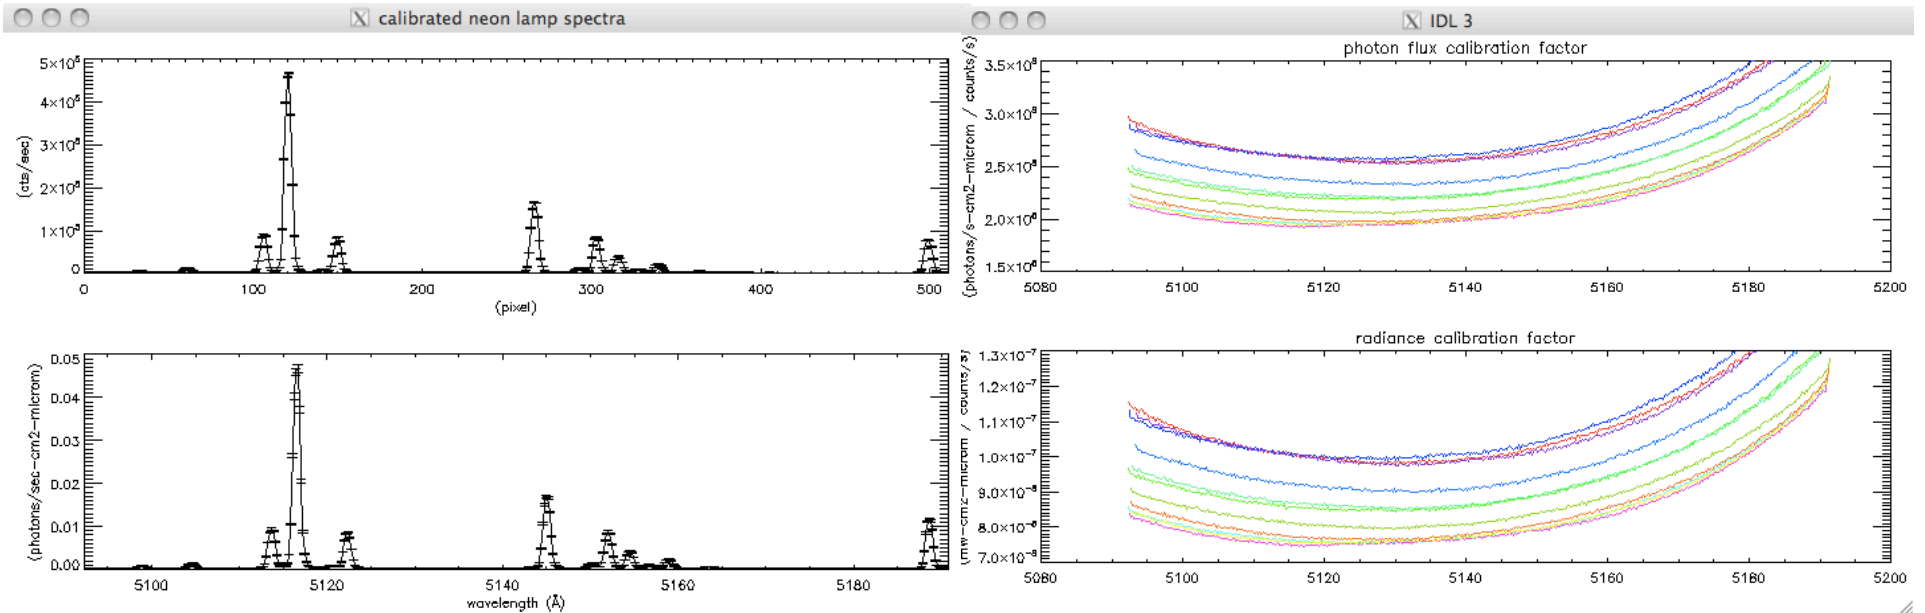 calibrated neon lamp spectra
5×10⁵
4×10⁵
3×10⁵
2×10⁵
1×10⁵
0
(cts/sec)
0 100 200 300 400 500
(pixel)
0.05
0.04
0.03
0.02
0.01
0.00
(photons/sec-cm2-microm)
5100 5120 5140 5160 5180
wavelength (Å)
IDL 3
photon flux calibration factor
3.5×10⁸
3.0×10⁸
2.5×10⁸
2.0×10⁸
1.5×10⁸
(photons/s-cm2-microm / counts/s)
5080 5100 5120 5140 5160 5180 5200
radiance calibration factor
1.3×10⁻⁷
1.2×10⁻⁷
1.1×10⁻⁷
1.0×10⁻⁷
9.0×10⁻⁸
8.0×10⁻⁸
7.0×10⁻⁸
(mw-cm2-microm / counts/s)
5080 5100 5120 5140 5160 5180 5200